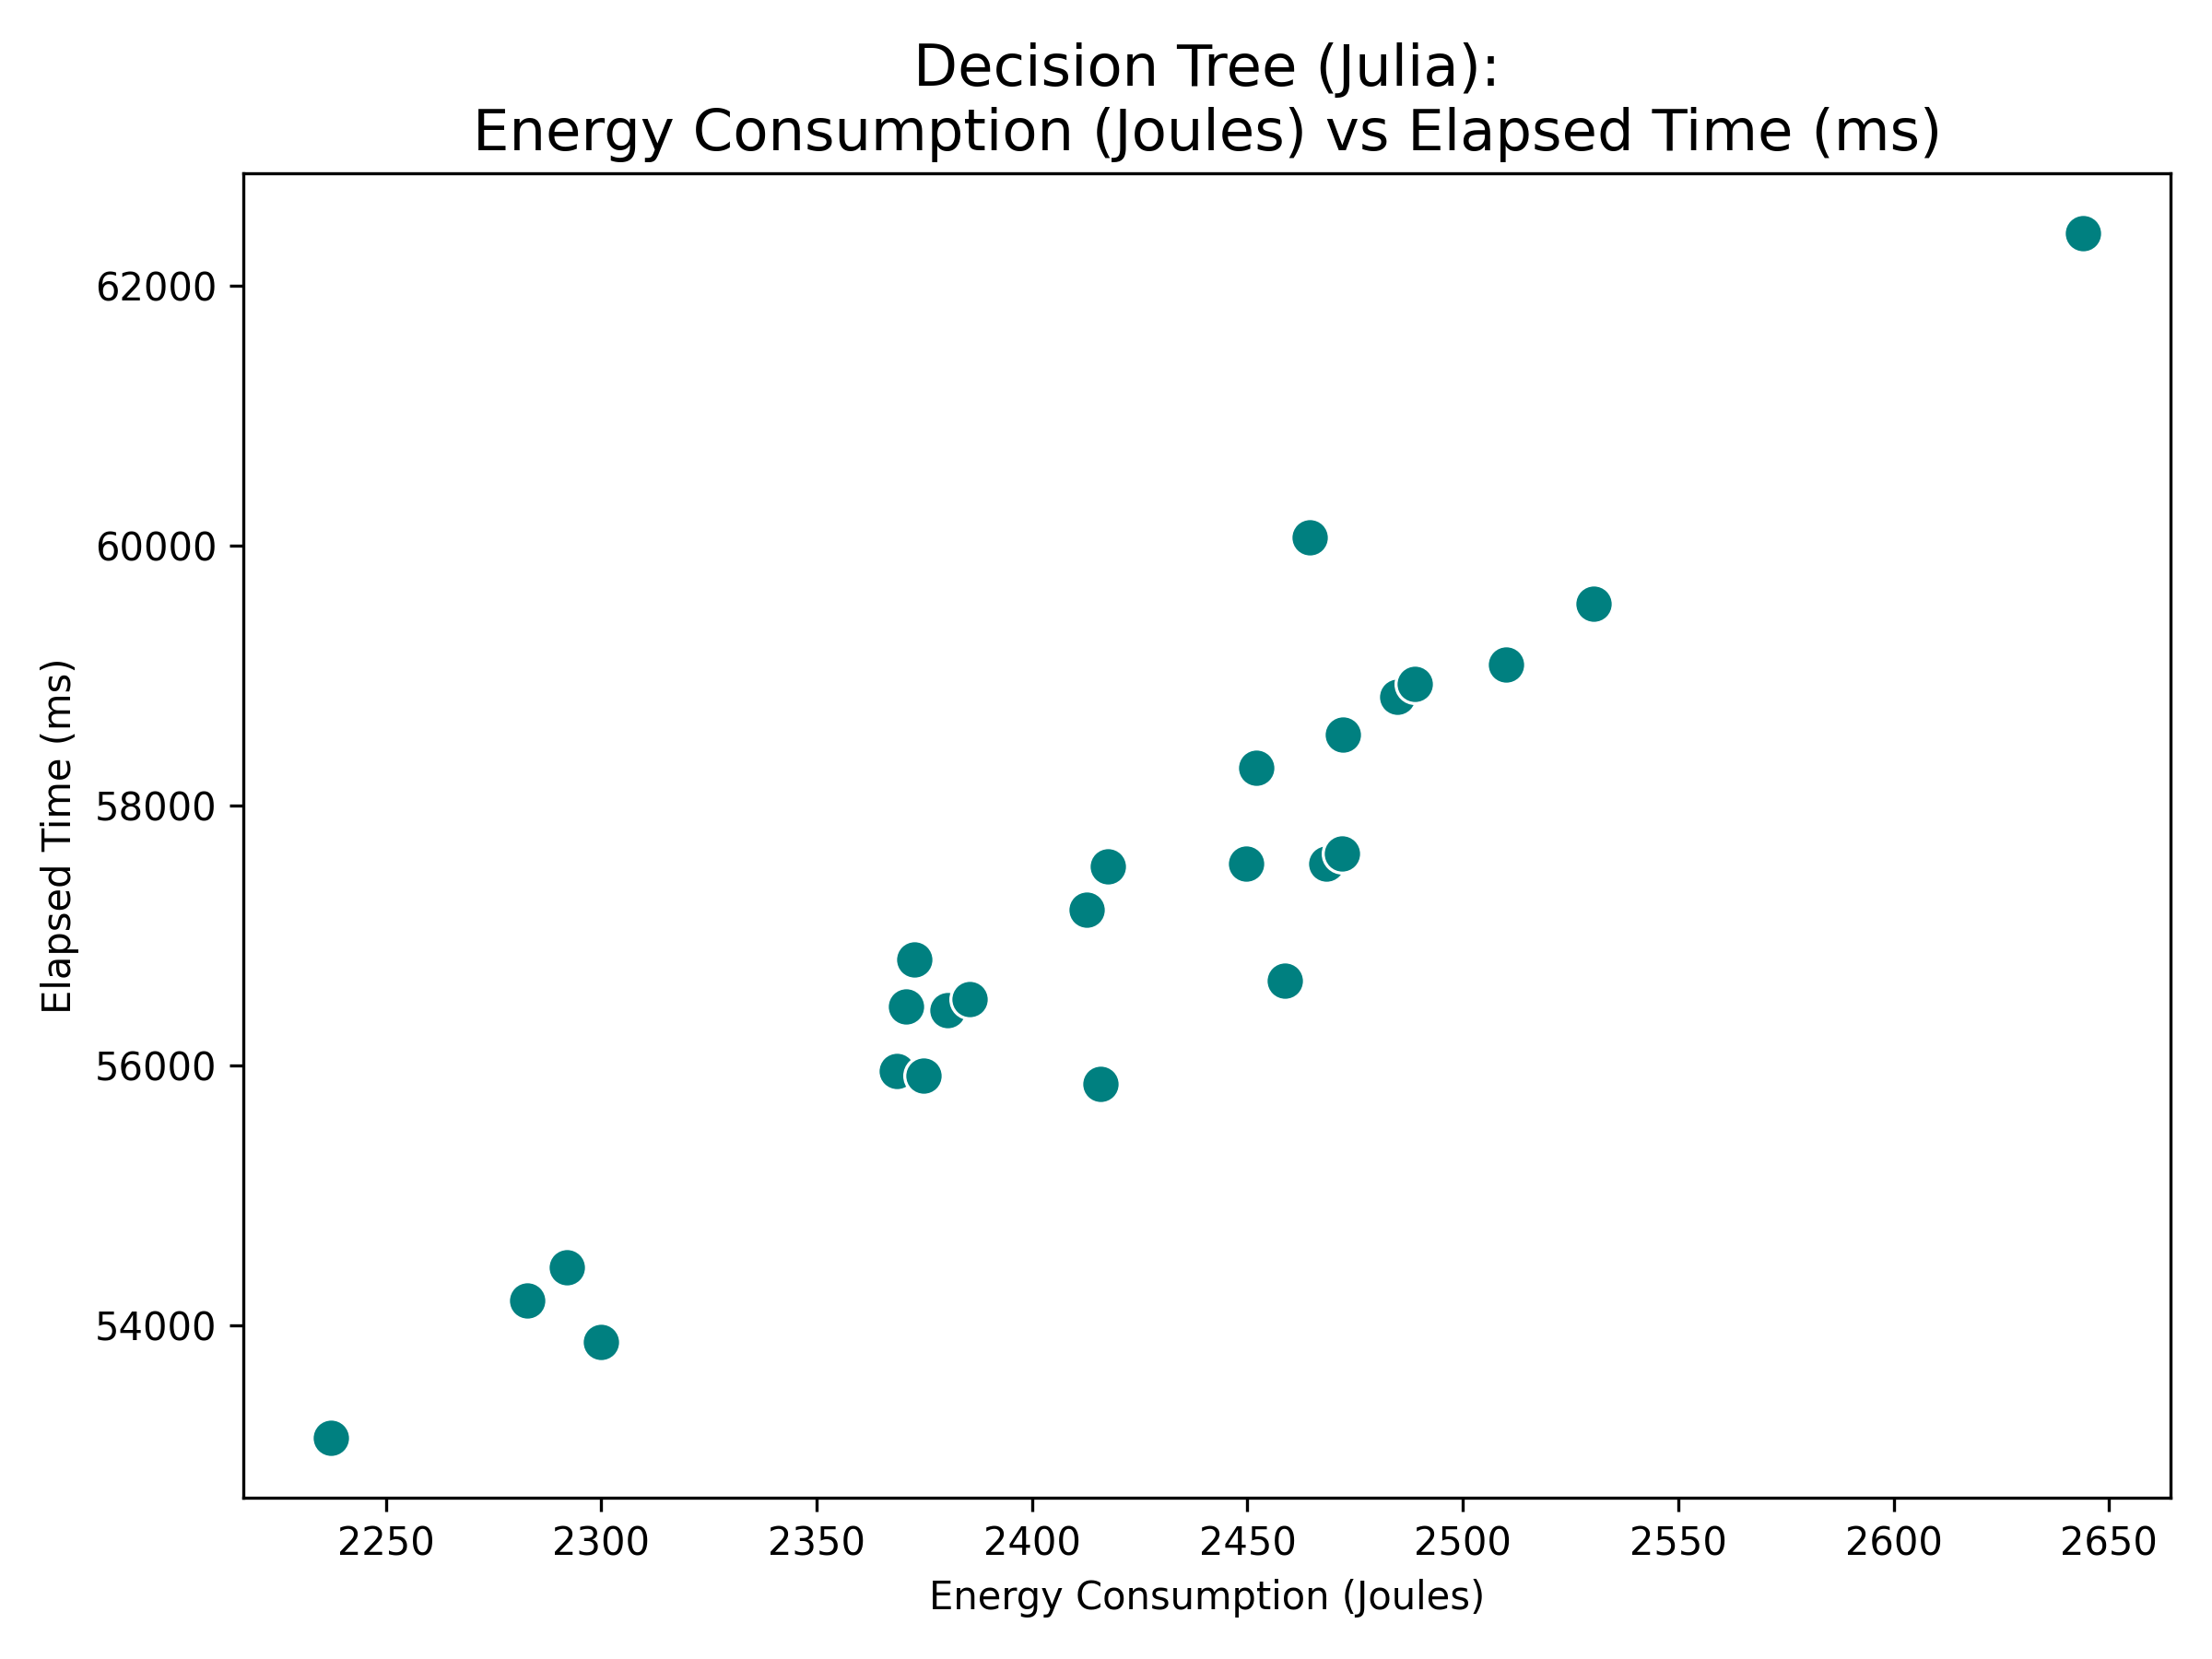 Decision Tree (Julia):
Energy Consumption (Joules) vs Elapsed Time (ms)
Elapsed Time (ms)
62000
60000
58000
56000
54000
2250 2300 2350 2400 2450 2500 2550 2600 2650
Energy Consumption (Joules)